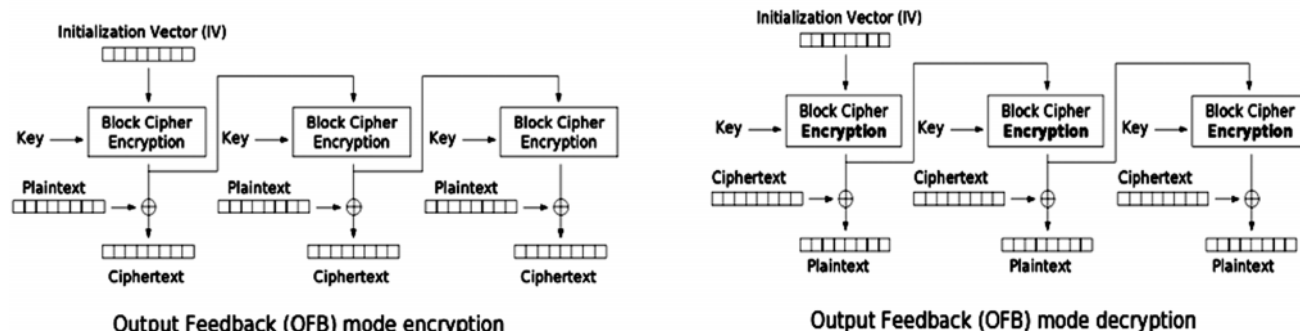 Initialization Vector (IV)
Key
Block Cipher
Encryption
Key
Block Cipher
Encryption
Key
Block Cipher
Encryption
Plaintext
Plaintext
Plaintext
Ciphertext
Ciphertext
Ciphertext
Output Feedback (OFB) mode encryption
Initialization Vector (IV)
Key
Block Cipher
Encryption
Key
Block Cipher
Encryption
Key
Block Cipher
Encryption
Ciphertext
Ciphertext
Ciphertext
Plaintext
Plaintext
Plaintext
Output Feedback (OFB) mode decryption